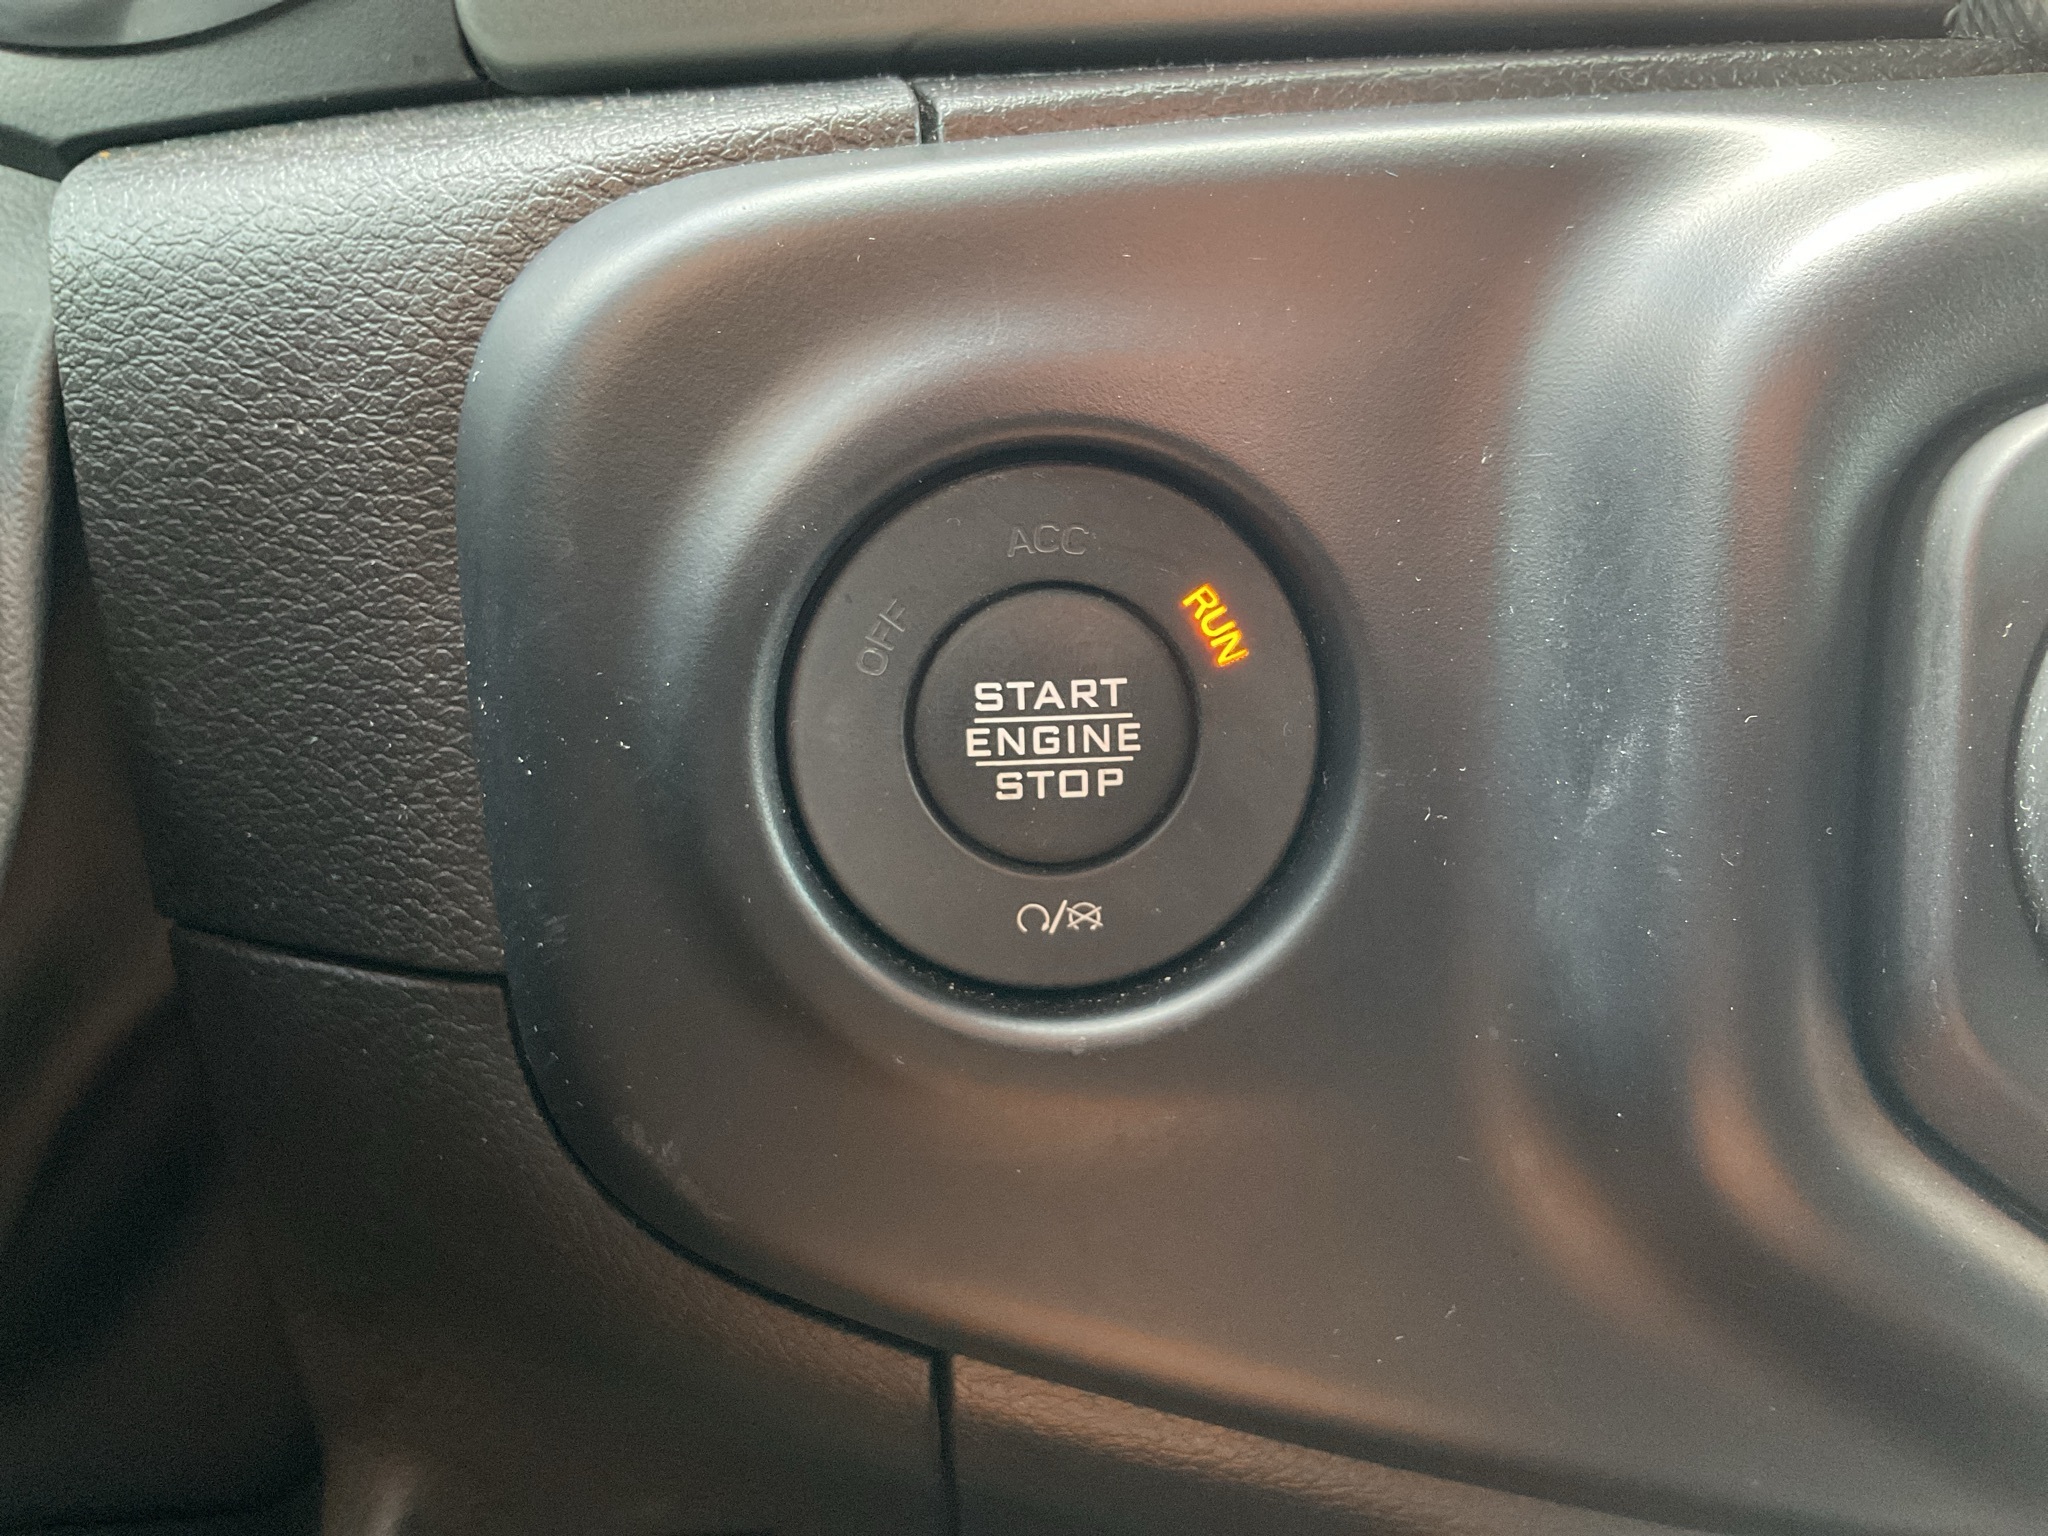 ACC
OFF
RUN
START
ENGINE
STOP